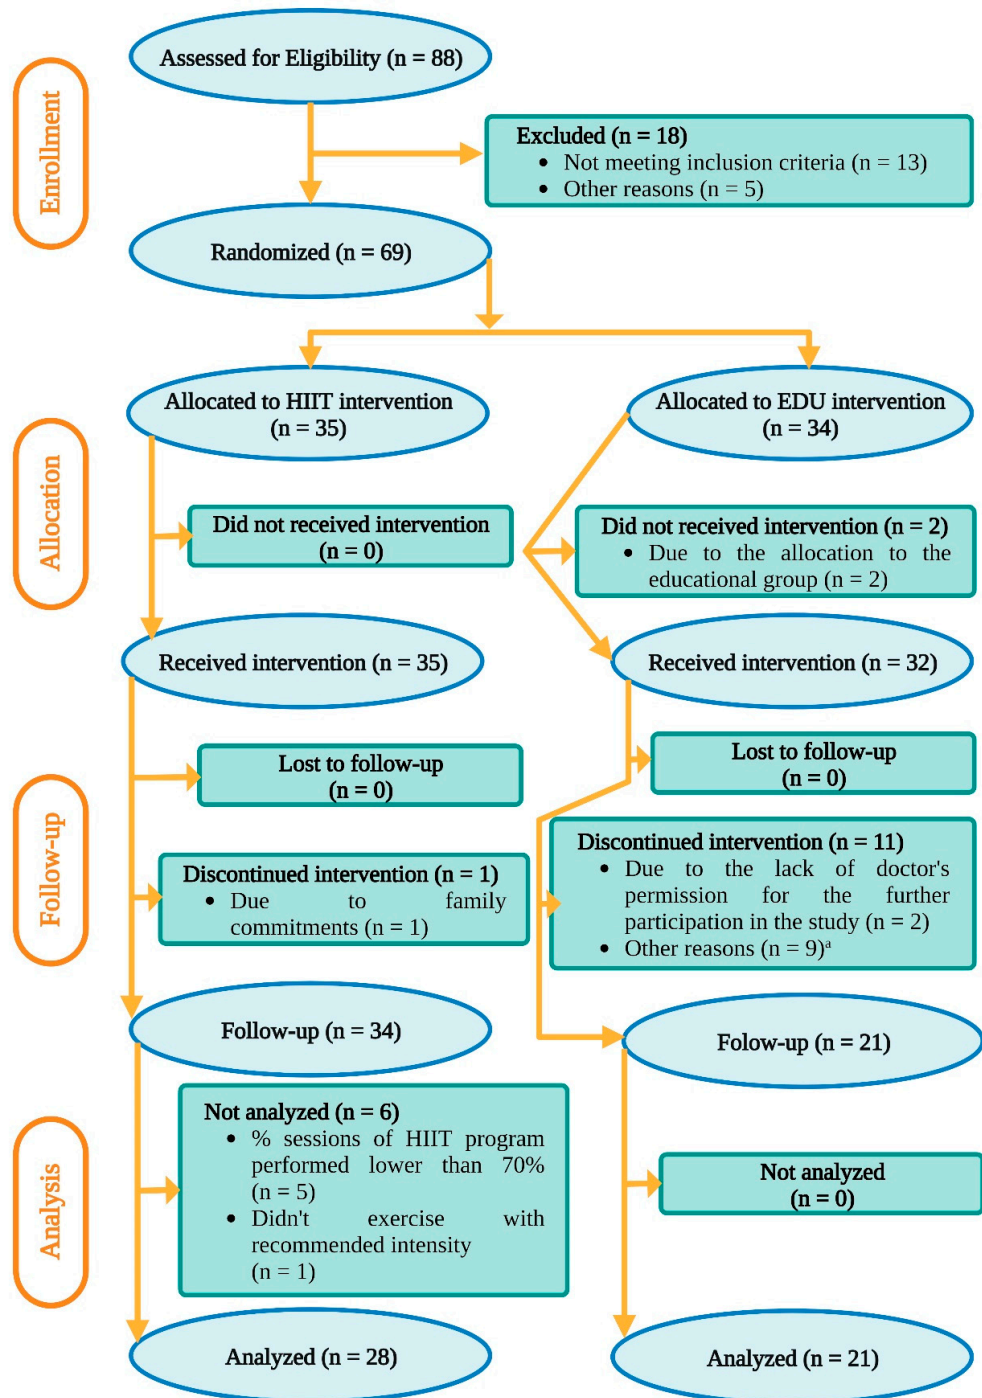 Enrollment
Assessed for Eligibility (n = 88)
Excluded (n = 18)
• Not meeting inclusion criteria (n = 13)
• Other reasons (n = 5)
Randomized (n = 69)
Allocation
Allocated to HIIT intervention
(n = 35)
Allocated to EDU intervention
(n = 34)
Did not received intervention
(n = 0)
Did not received intervention (n = 2)
• Due to the allocation to the
educational group (n = 2)
Received intervention (n = 35)
Received intervention (n = 32)
Follow-up
Lost to follow-up
(n = 0)
Lost to follow-up
(n = 0)
Discontinued intervention (n = 1)
• Due to family
commitments (n = 1)
Discontinued intervention (n = 11)
• Due to the lack of doctor's
permission for the further
participation in the study (n = 2)
• Other reasons (n = 9)ᵃ
Follow-up (n = 34)
Folow-up (n = 21)
Analysis
Not analyzed (n = 6)
• % sessions of HIIT program
performed lower than 70%
(n = 5)
• Didn't exercise with
recommended intensity
(n = 1)
Not analyzed
(n = 0)
Analyzed (n = 28)
Analyzed (n = 21)